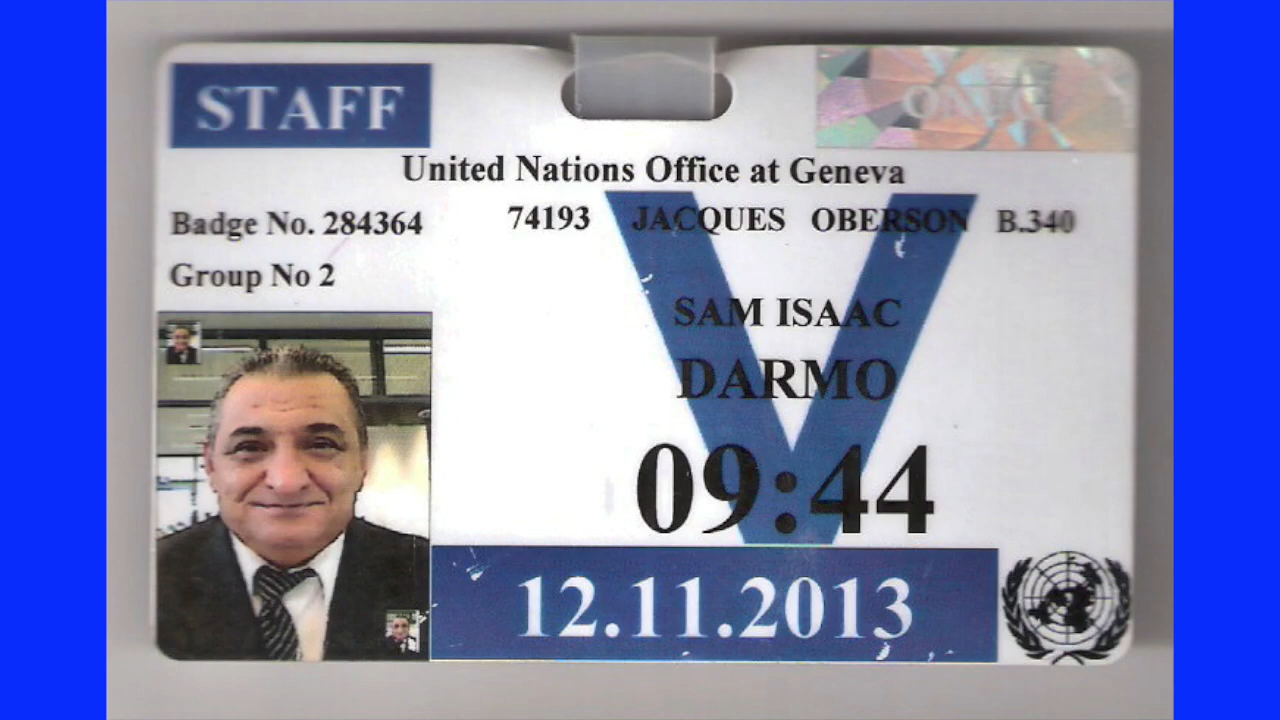 STAFF
ONUG
United Nations Office at Geneva
Badge No. 284364 74193 JACQUES OBERSON B.340
Group No 2
SAM ISAAC
DARMO
09:44
V
12.11.2013